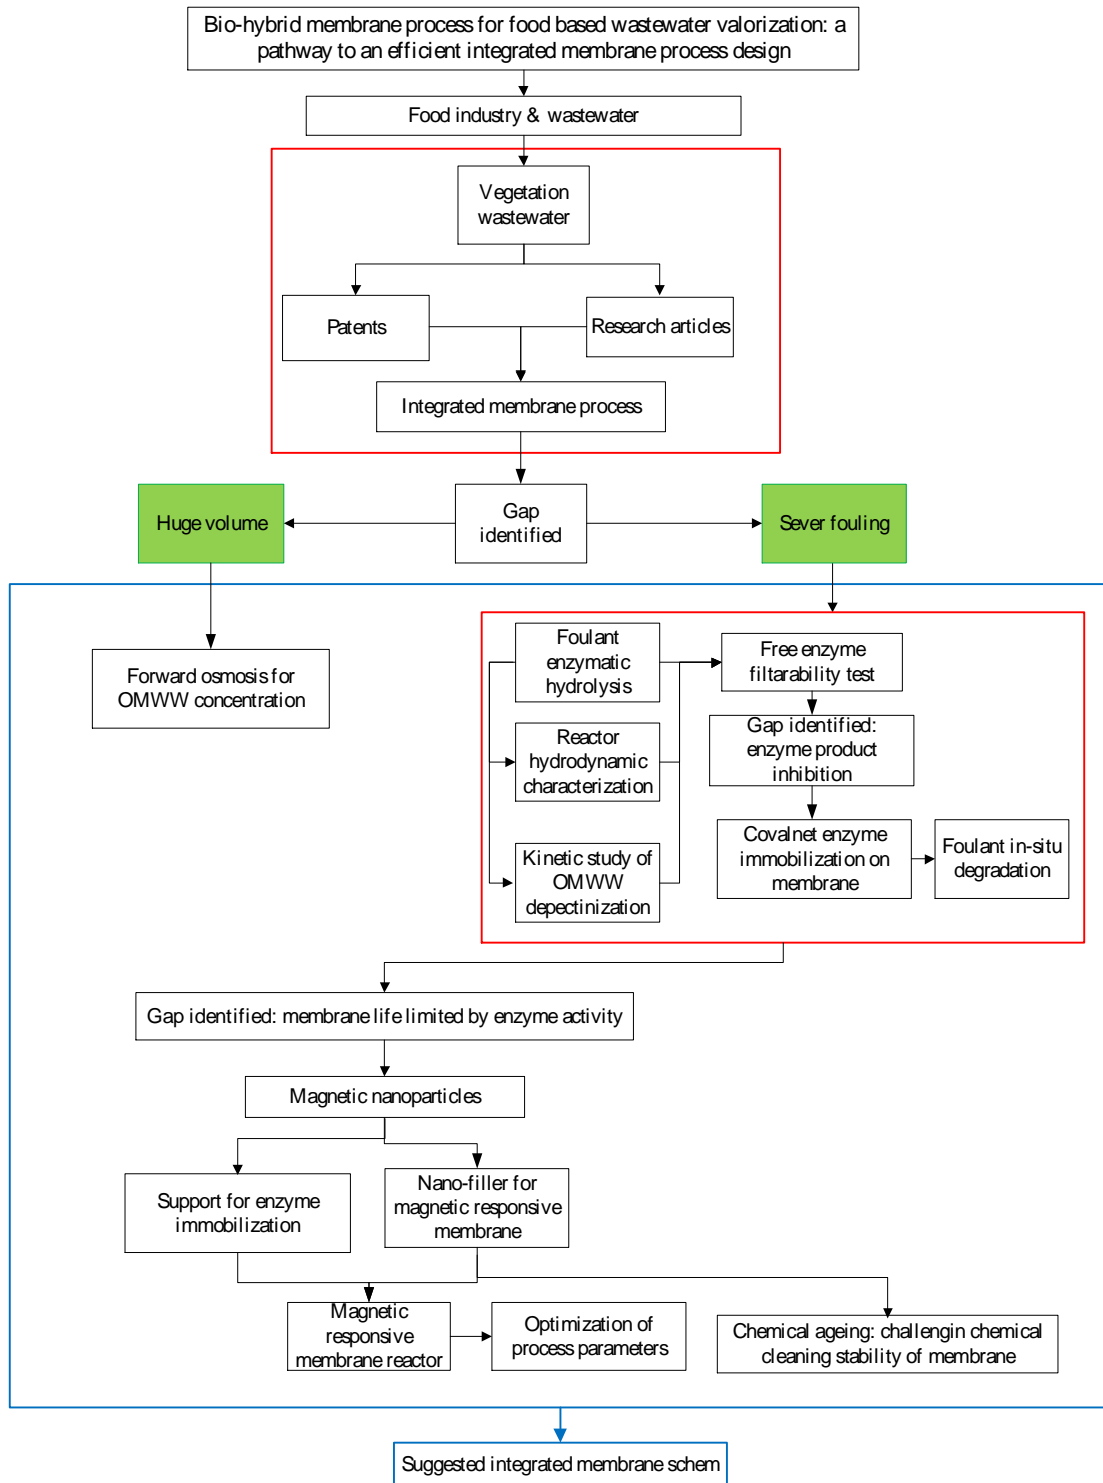 Bio-hybrid membrane process for food based wastewater valorization: a
pathway to an efficient integrated membrane process design
Food industry & wastewater
Vegetation
wastewater
Patents
Research articles
Integrated membrane process
Huge volume
Gap
identified
Sever fouling
Forward osmosis for
OMWW concentration
Foulant
enzymatic
hydrolysis
Free enzyme
filtarability test
Reactor
hydrodynamic
characterization
Gap identified:
enzyme product
inhibition
Kinetic study of
OMWW
depectinization
Covalnet enzyme
immobilization on
membrane
Foulant in-situ
degradation
Gap identified: membrane life limited by enzyme activity
Magnetic nanoparticles
Support for enzyme
immobilization
Nano-filler for
magnetic responsive
membrane
Magnetic
responsive
membrane reactor
Optimization of
process parameters
Chemical ageing: challengin chemical
cleaning stability of membrane
Suggested integrated membrane schem